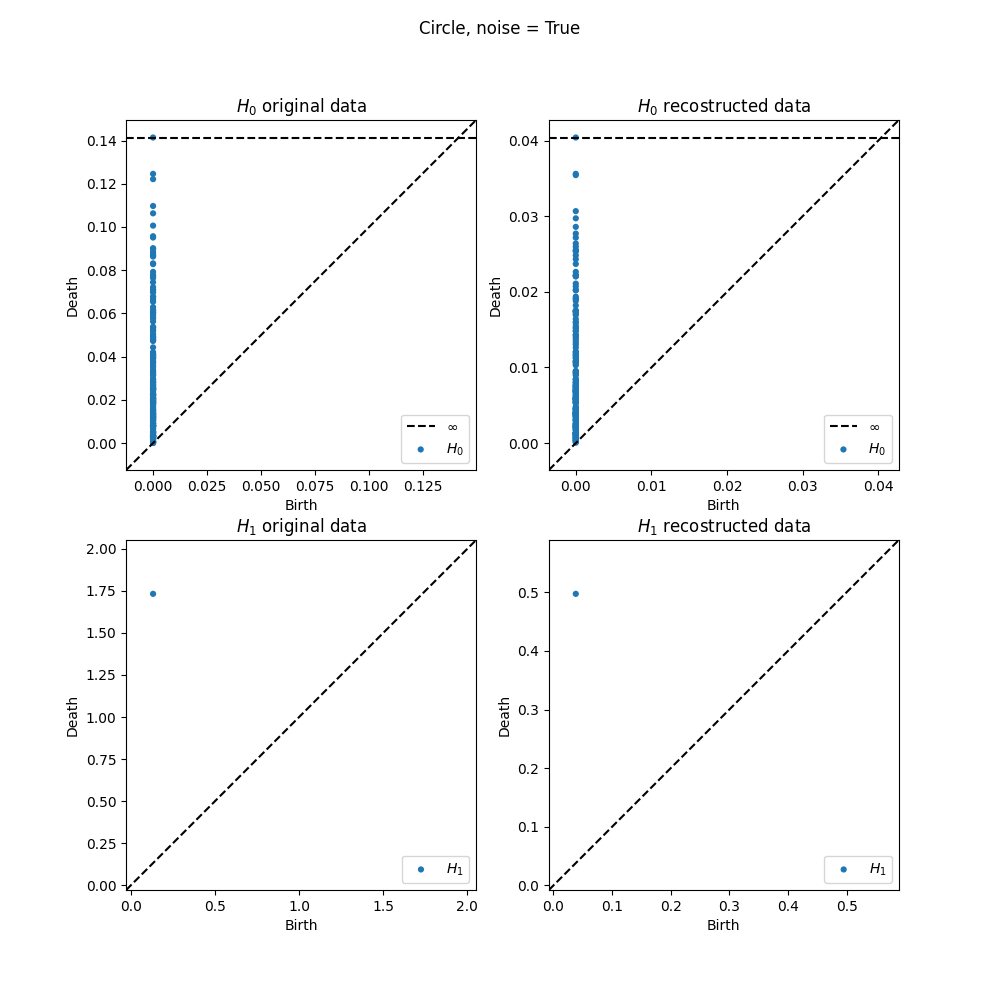 Circle, noise = True
H₀ original data
H₀ recostructed data
0.14
0.12
0.10
0.08
0.06
0.04
0.02
0.00
Death
0.000 0.025 0.050 0.075 0.100 0.125
Birth
∞
H₀
0.04
0.03
0.02
0.01
0.00
Death
0.00 0.01 0.02 0.03 0.04
Birth
∞
H₀
H₁ original data
H₁ recostructed data
2.00
1.75
1.50
1.25
1.00
0.75
0.50
0.25
0.00
Death
0.0 0.5 1.0 1.5 2.0
Birth
H₁
0.5
0.4
0.3
0.2
0.1
0.0
Death
0.0 0.1 0.2 0.3 0.4 0.5
Birth
H₁